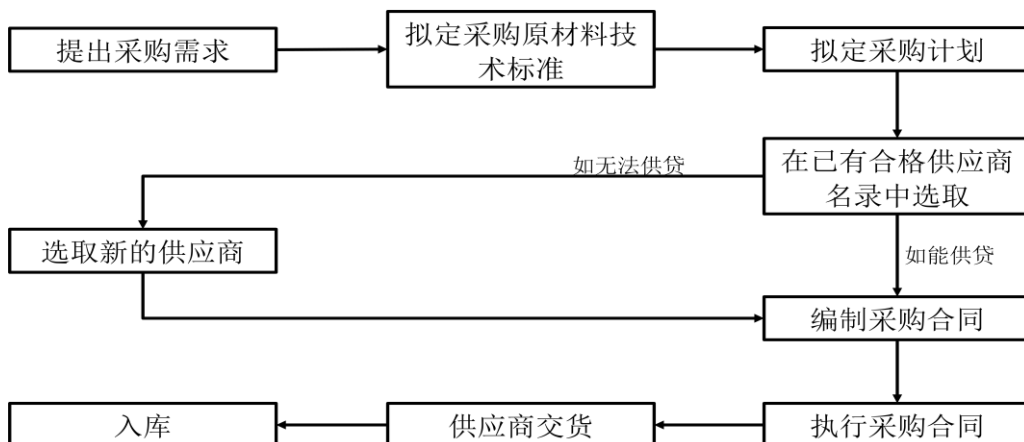 提出采购需求
拟定采购原材料技
术标准
拟定采购计划
在已有合格供应商
名录中选取
如无法供贷
选取新的供应商
如能供贷
编制采购合同
入库
供应商交货
执行采购合同